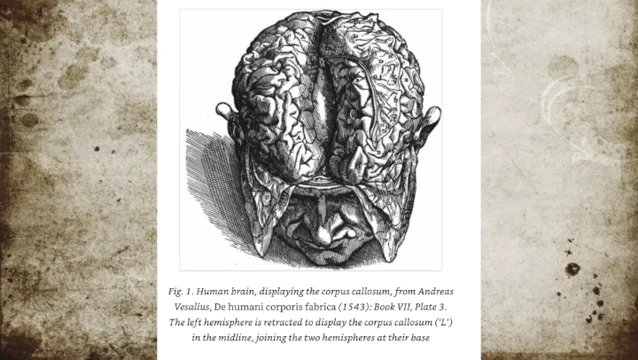 Fig. 1. Human brain, displaying the corpus callosum, from Andreas
Vesalius, De humani corporis fabrica (1543): Book VII, Plate 3.
The left hemisphere is retracted to display the corpus callosum (‘L’)
in the midline, joining the two hemispheres at their base